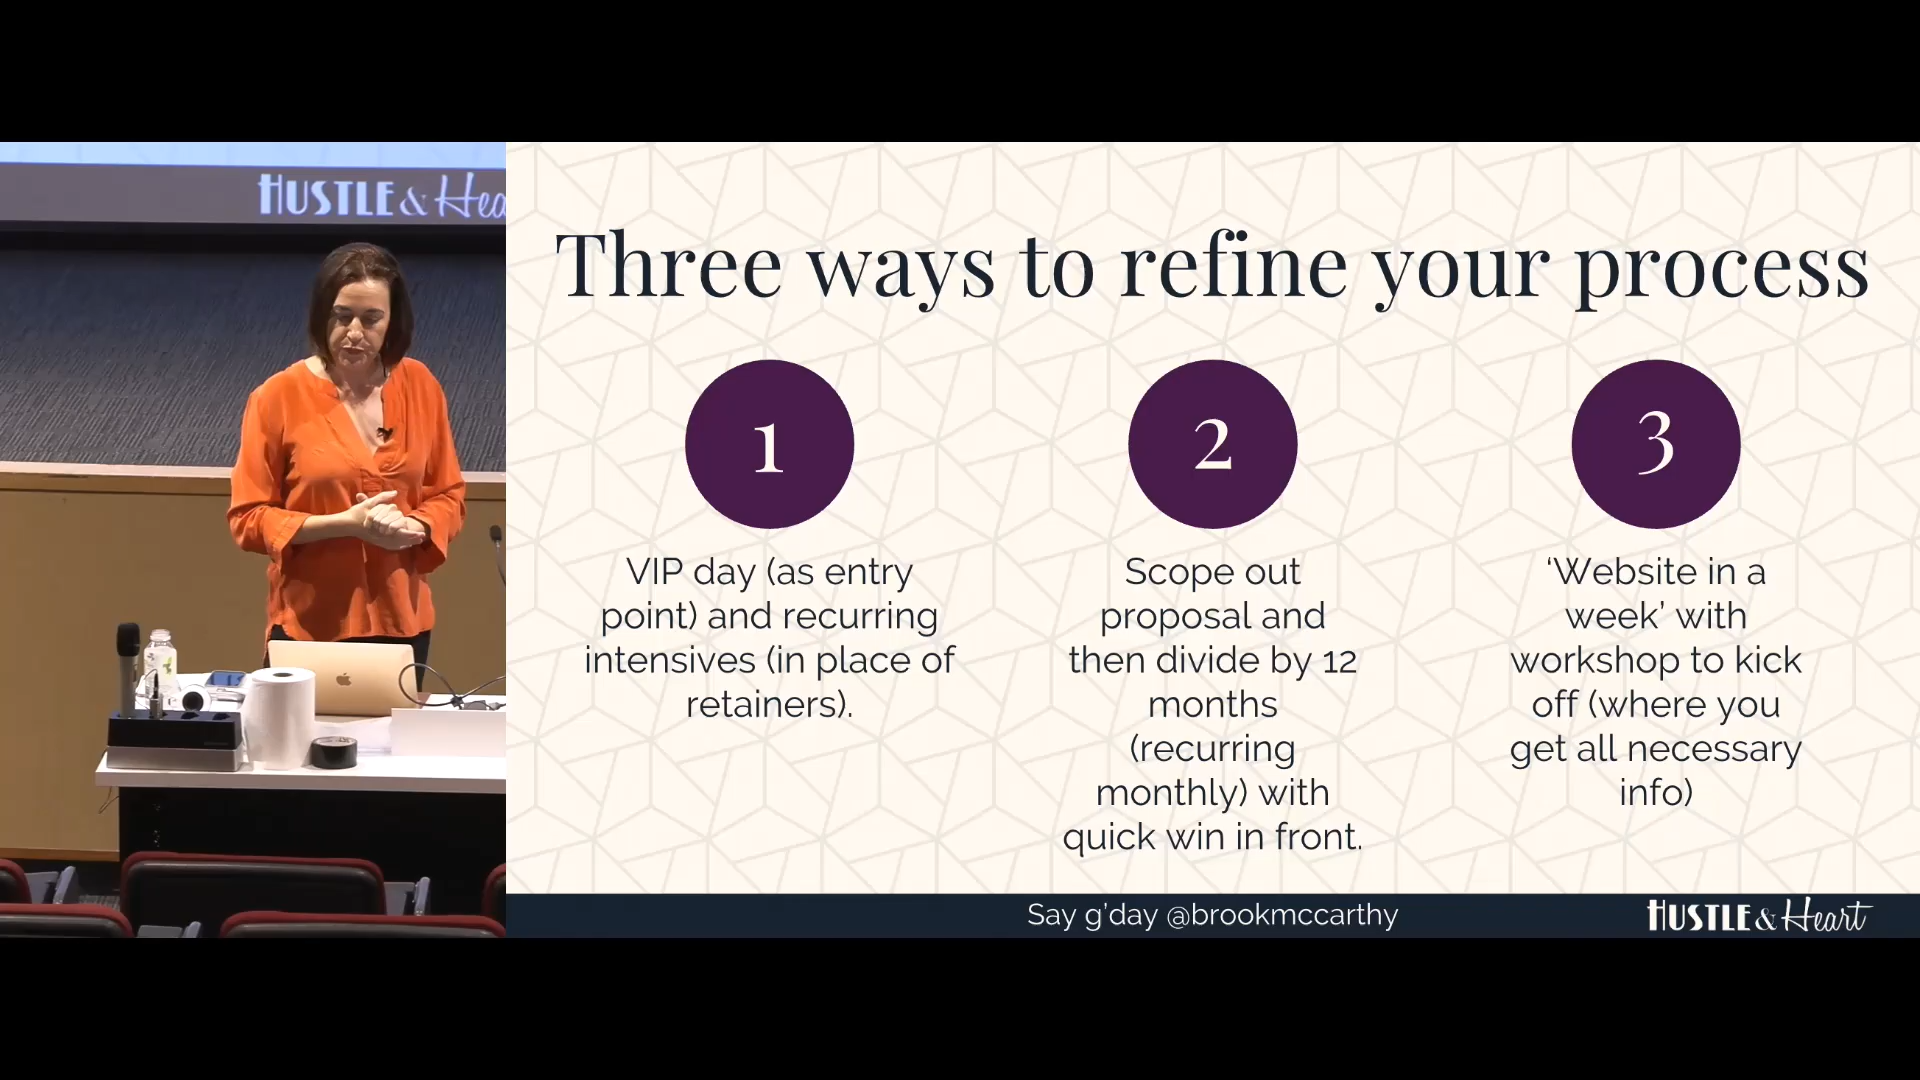 HUSTLE & Hea
Three ways to refine your process
1
VIP day (as entry
point) and recurring
intensives (in place of
retainers).
2
Scope out
proposal and
then divide by 12
months
(recurring
monthly) with
quick win in front.
3
‘Website in a
week’ with
workshop to kick
off (where you
get all necessary
info)
Say g’day @brookmccarthy
HUSTLE & Heart